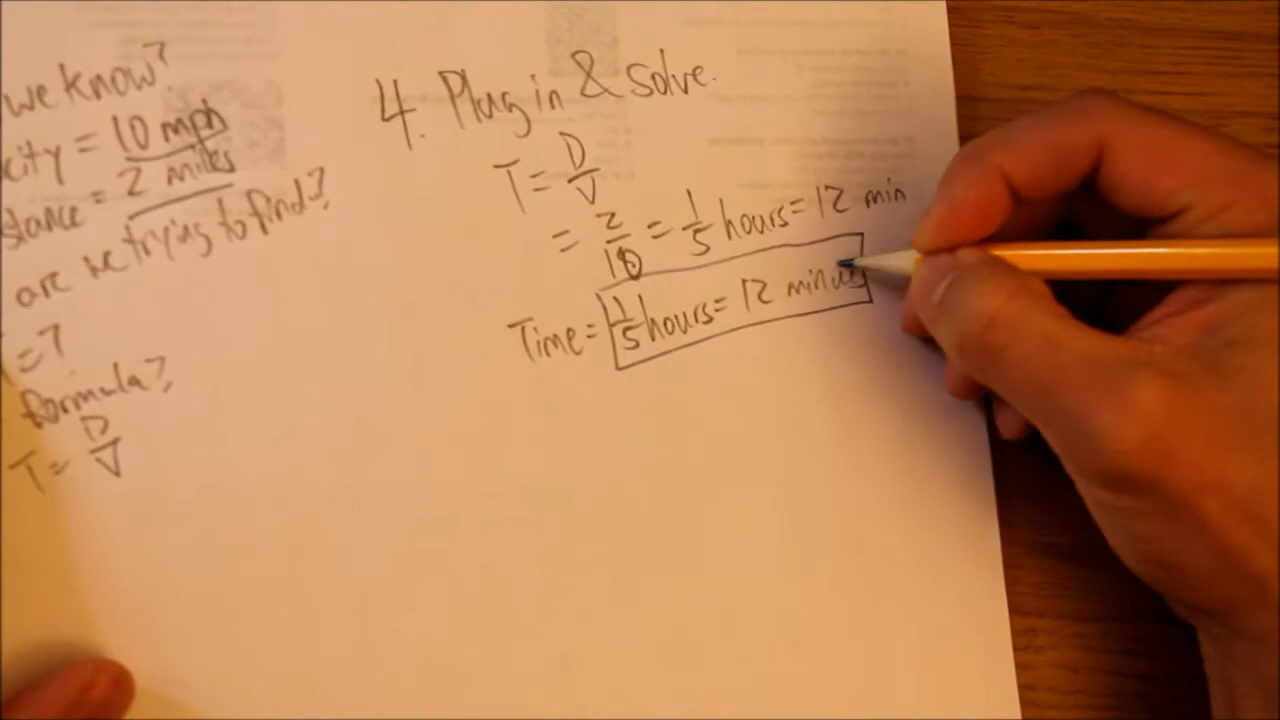 we know?
city = 10 mph
stance = 2 miles
are we trying to find?
= ?
formula?
T = D/V
4. Plug in & solve.
T = D/V
= 2/10 = 1/5 hours = 12 min
Time = 1/5 hours = 12 minutes